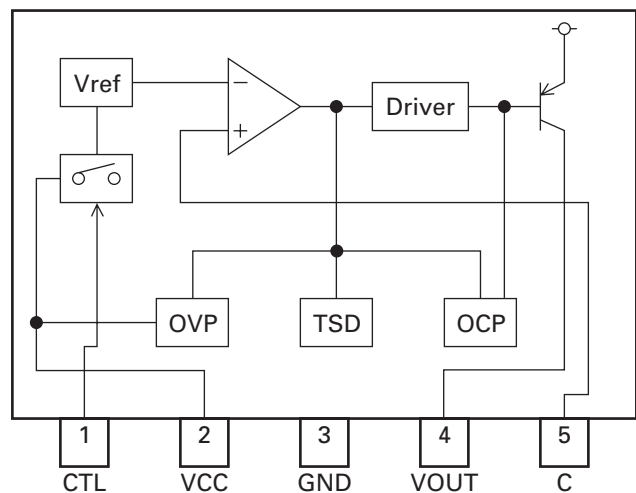 Vref
−
+
Driver
OVP
TSD
OCP
1
2
3
4
5
CTL
VCC
GND
VOUT
C